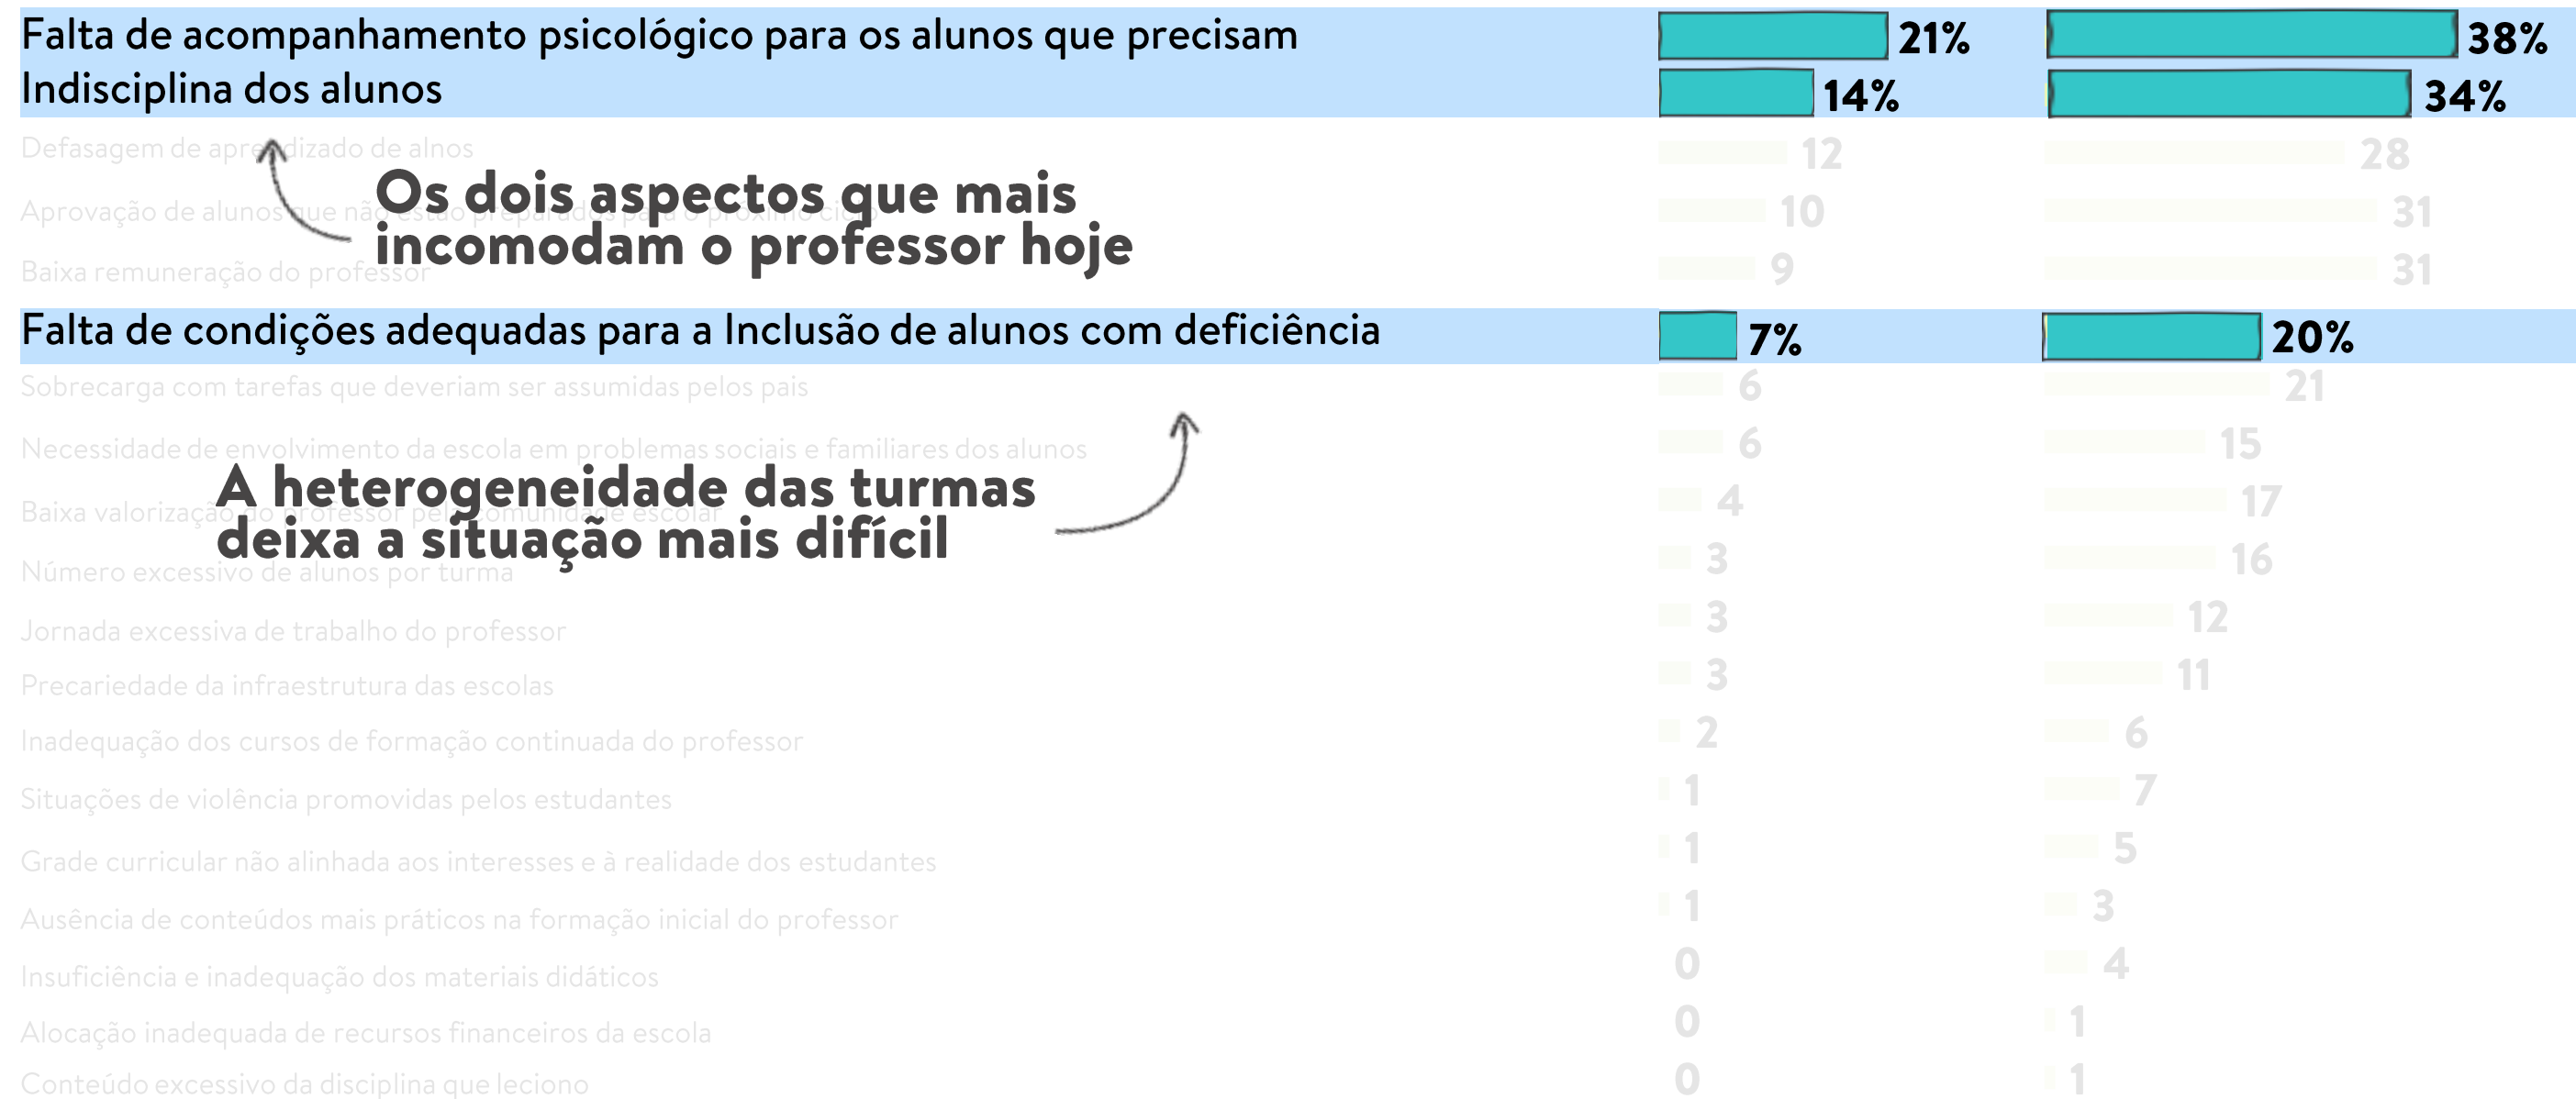 Falta de acompanhamento psicológico para os alunos que precisam 21% 38%
Indisciplina dos alunos 14% 34%
Defasagem de aprendizado de alnos 12 28
Os dois aspectos que mais
Aprovação de alunos que não estão preparados para o próximo ciclo 10 31
incomodam o professor hoje
Baixa remuneração do professor 9 31
Falta de condições adequadas para a Inclusão de alunos com deficiência 7% 20%
Sobrecarga com tarefas que deveriam ser assumidas pelos pais 6 21
Necessidade de envolvimento da escola em problemas sociais e familiares dos alunos 6 15
A heterogeneidade das turmas
Baixa valorização do professor pela comunidade escolar 4 17
deixa a situação mais difícil
Número excessivo de alunos por turma 3 16
Jornada excessiva de trabalho do professor 3 12
Precariedade da infraestrutura das escolas 3 11
Inadequação dos cursos de formação continuada do professor 2 6
Situações de violência promovidas pelos estudantes 1 7
Grade curricular não alinhada aos interesses e à realidade dos estudantes 1 5
Ausência de conteúdos mais práticos na formação inicial do professor 1 3
Insuficiência e inadequação dos materiais didáticos 0 4
Alocação inadequada de recursos financeiros da escola 0 1
Conteúdo excessivo da disciplina que leciono 0 1